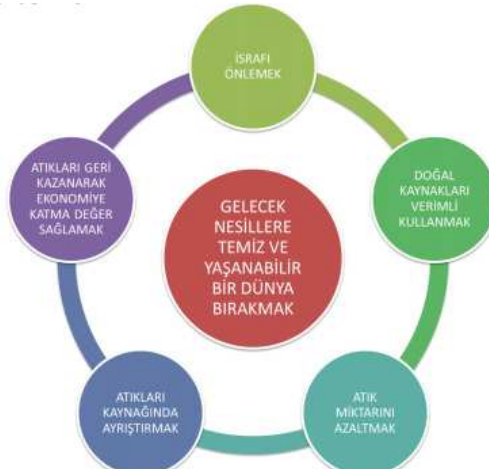 İSRAFI
ÖNLEMEK
DOĞAL
KAYNAKLARI
VERİMLİ
KULLANMAK
ATIK
MİKTARINI
AZALTMAK
ATIKLARI
KAYNAĞINDA
AYRIŞTIRMAK
ATIKLARI GERİ
KAZANARAK
EKONOMİYE
KATMA DEĞER
SAĞLAMAK
GELECEK
NESİLLERE
TEMİZ VE
YAŞANABİLİR
BİR DÜNYA
BIRAKMAK